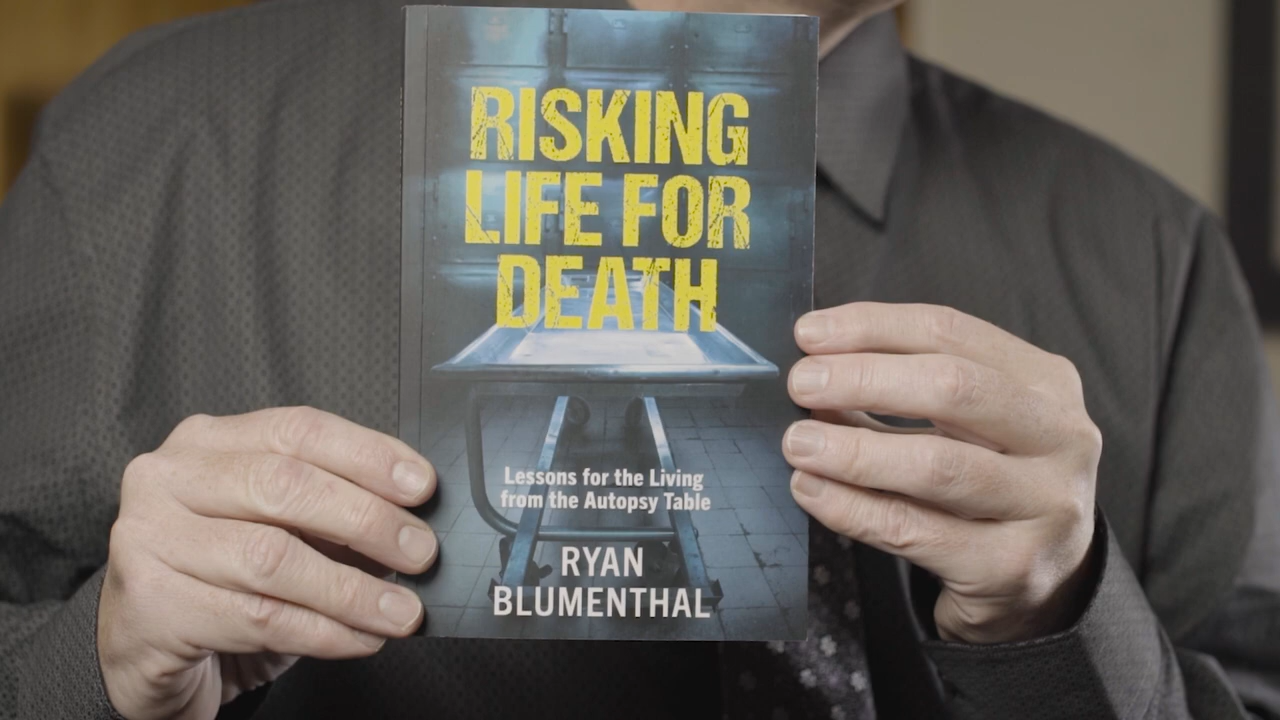 RISKING
LIFE FOR
DEATH
Lessons for the Living
from the Autopsy Table
RYAN
BLUMENTHAL